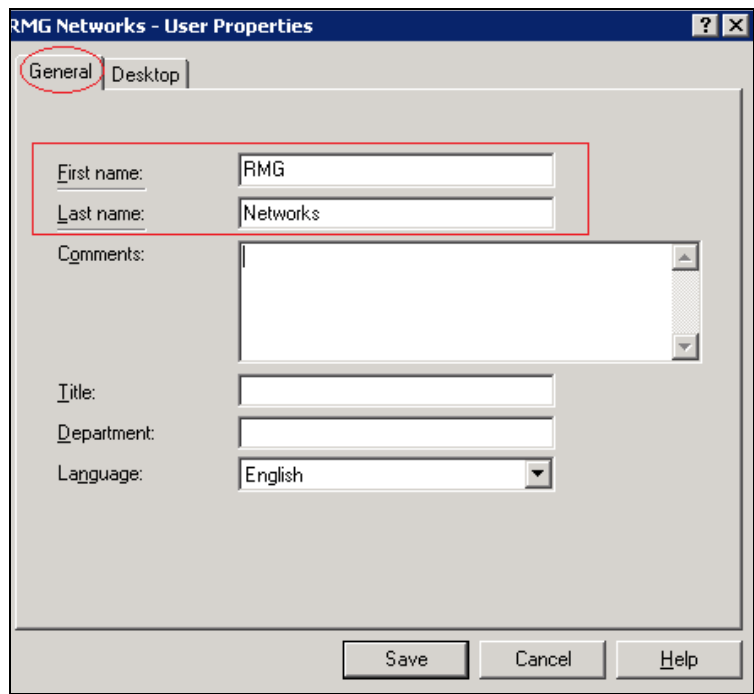 RMG Networks - User Properties
General Desktop
First name: RMG
Last name: Networks
Comments:
Title:
Department:
Language: English
Save Cancel Help